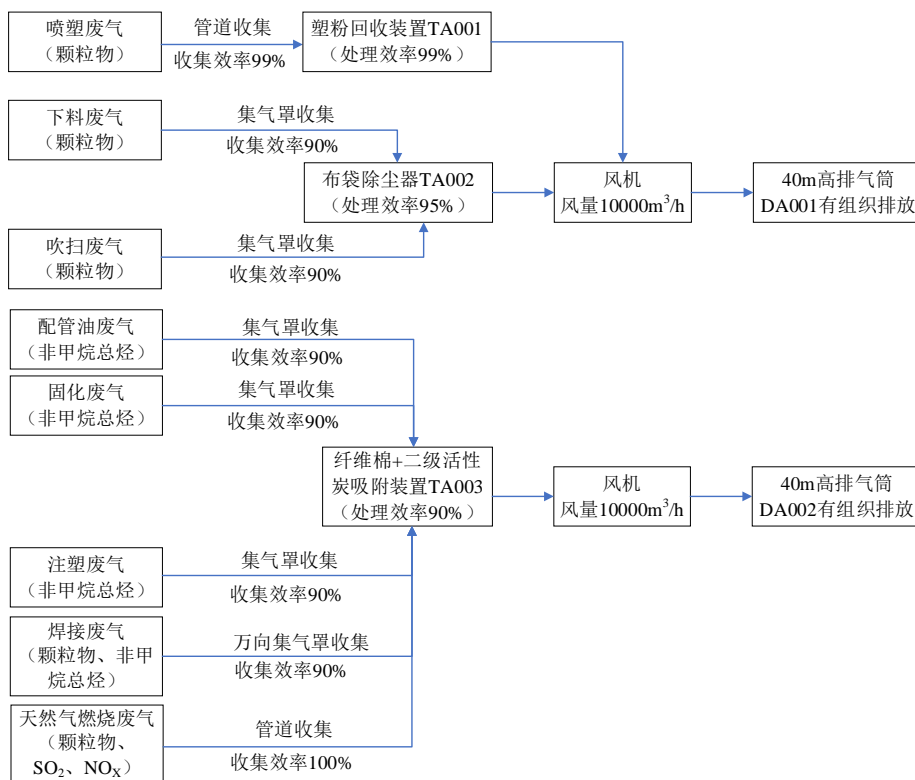 喷塑废气
（颗粒物）
管道收集
收集效率99%
塑粉回收装置TA001
（处理效率99%）
下料废气
（颗粒物）
集气罩收集
收集效率90%
布袋除尘器TA002
（处理效率95%）
风机
风量10000m³/h
40m高排气筒
DA001有组织排放
吹扫废气
（颗粒物）
集气罩收集
收集效率90%
配管油废气
（非甲烷总烃）
集气罩收集
收集效率90%
固化废气
（非甲烷总烃）
集气罩收集
收集效率90%
纤维棉+二级活性
炭吸附装置TA003
（处理效率90%）
风机
风量10000m³/h
40m高排气筒
DA002有组织排放
注塑废气
（非甲烷总烃）
集气罩收集
收集效率90%
焊接废气
（颗粒物、非甲
烷总烃）
万向集气罩收集
收集效率90%
天然气燃烧废气
（颗粒物、
SO₂、NOX）
管道收集
收集效率100%